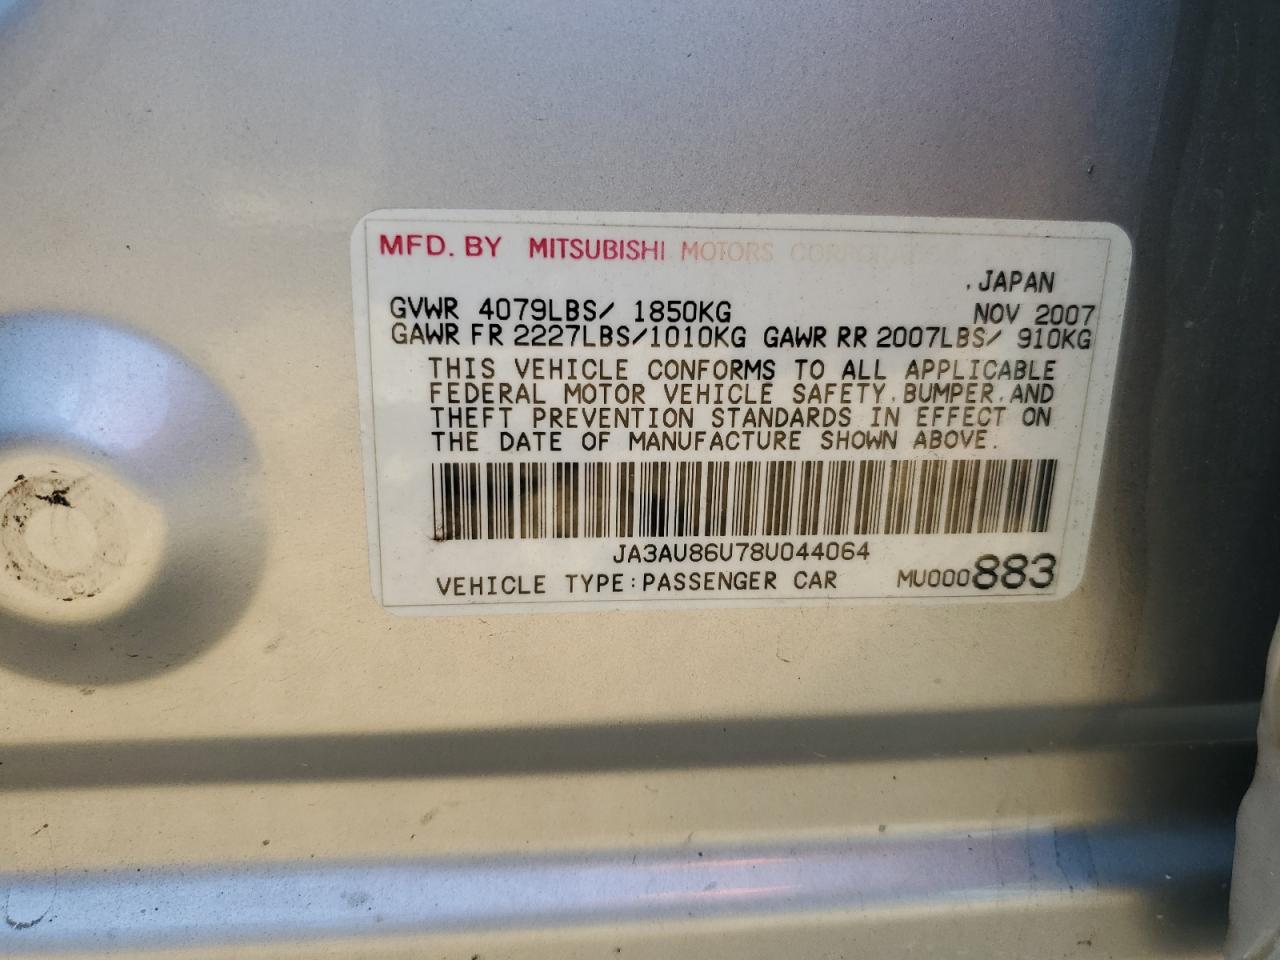 MFD. BY MITSUBISHI MOTORS CORPORATION
, JAPAN
GVWR 4079LBS/ 1850KG NOV 2007
GAWR FR 2227LBS/1010KG GAWR RR 2007LBS/ 910KG
THIS VEHICLE CONFORMS TO ALL APPLICABLE
FEDERAL MOTOR VEHICLE SAFETY, BUMPER, AND
THEFT PREVENTION STANDARDS IN EFFECT ON
THE DATE OF MANUFACTURE SHOWN ABOVE.
JA3AU86U78U044064
VEHICLE TYPE:PASSENGER CAR MU000883